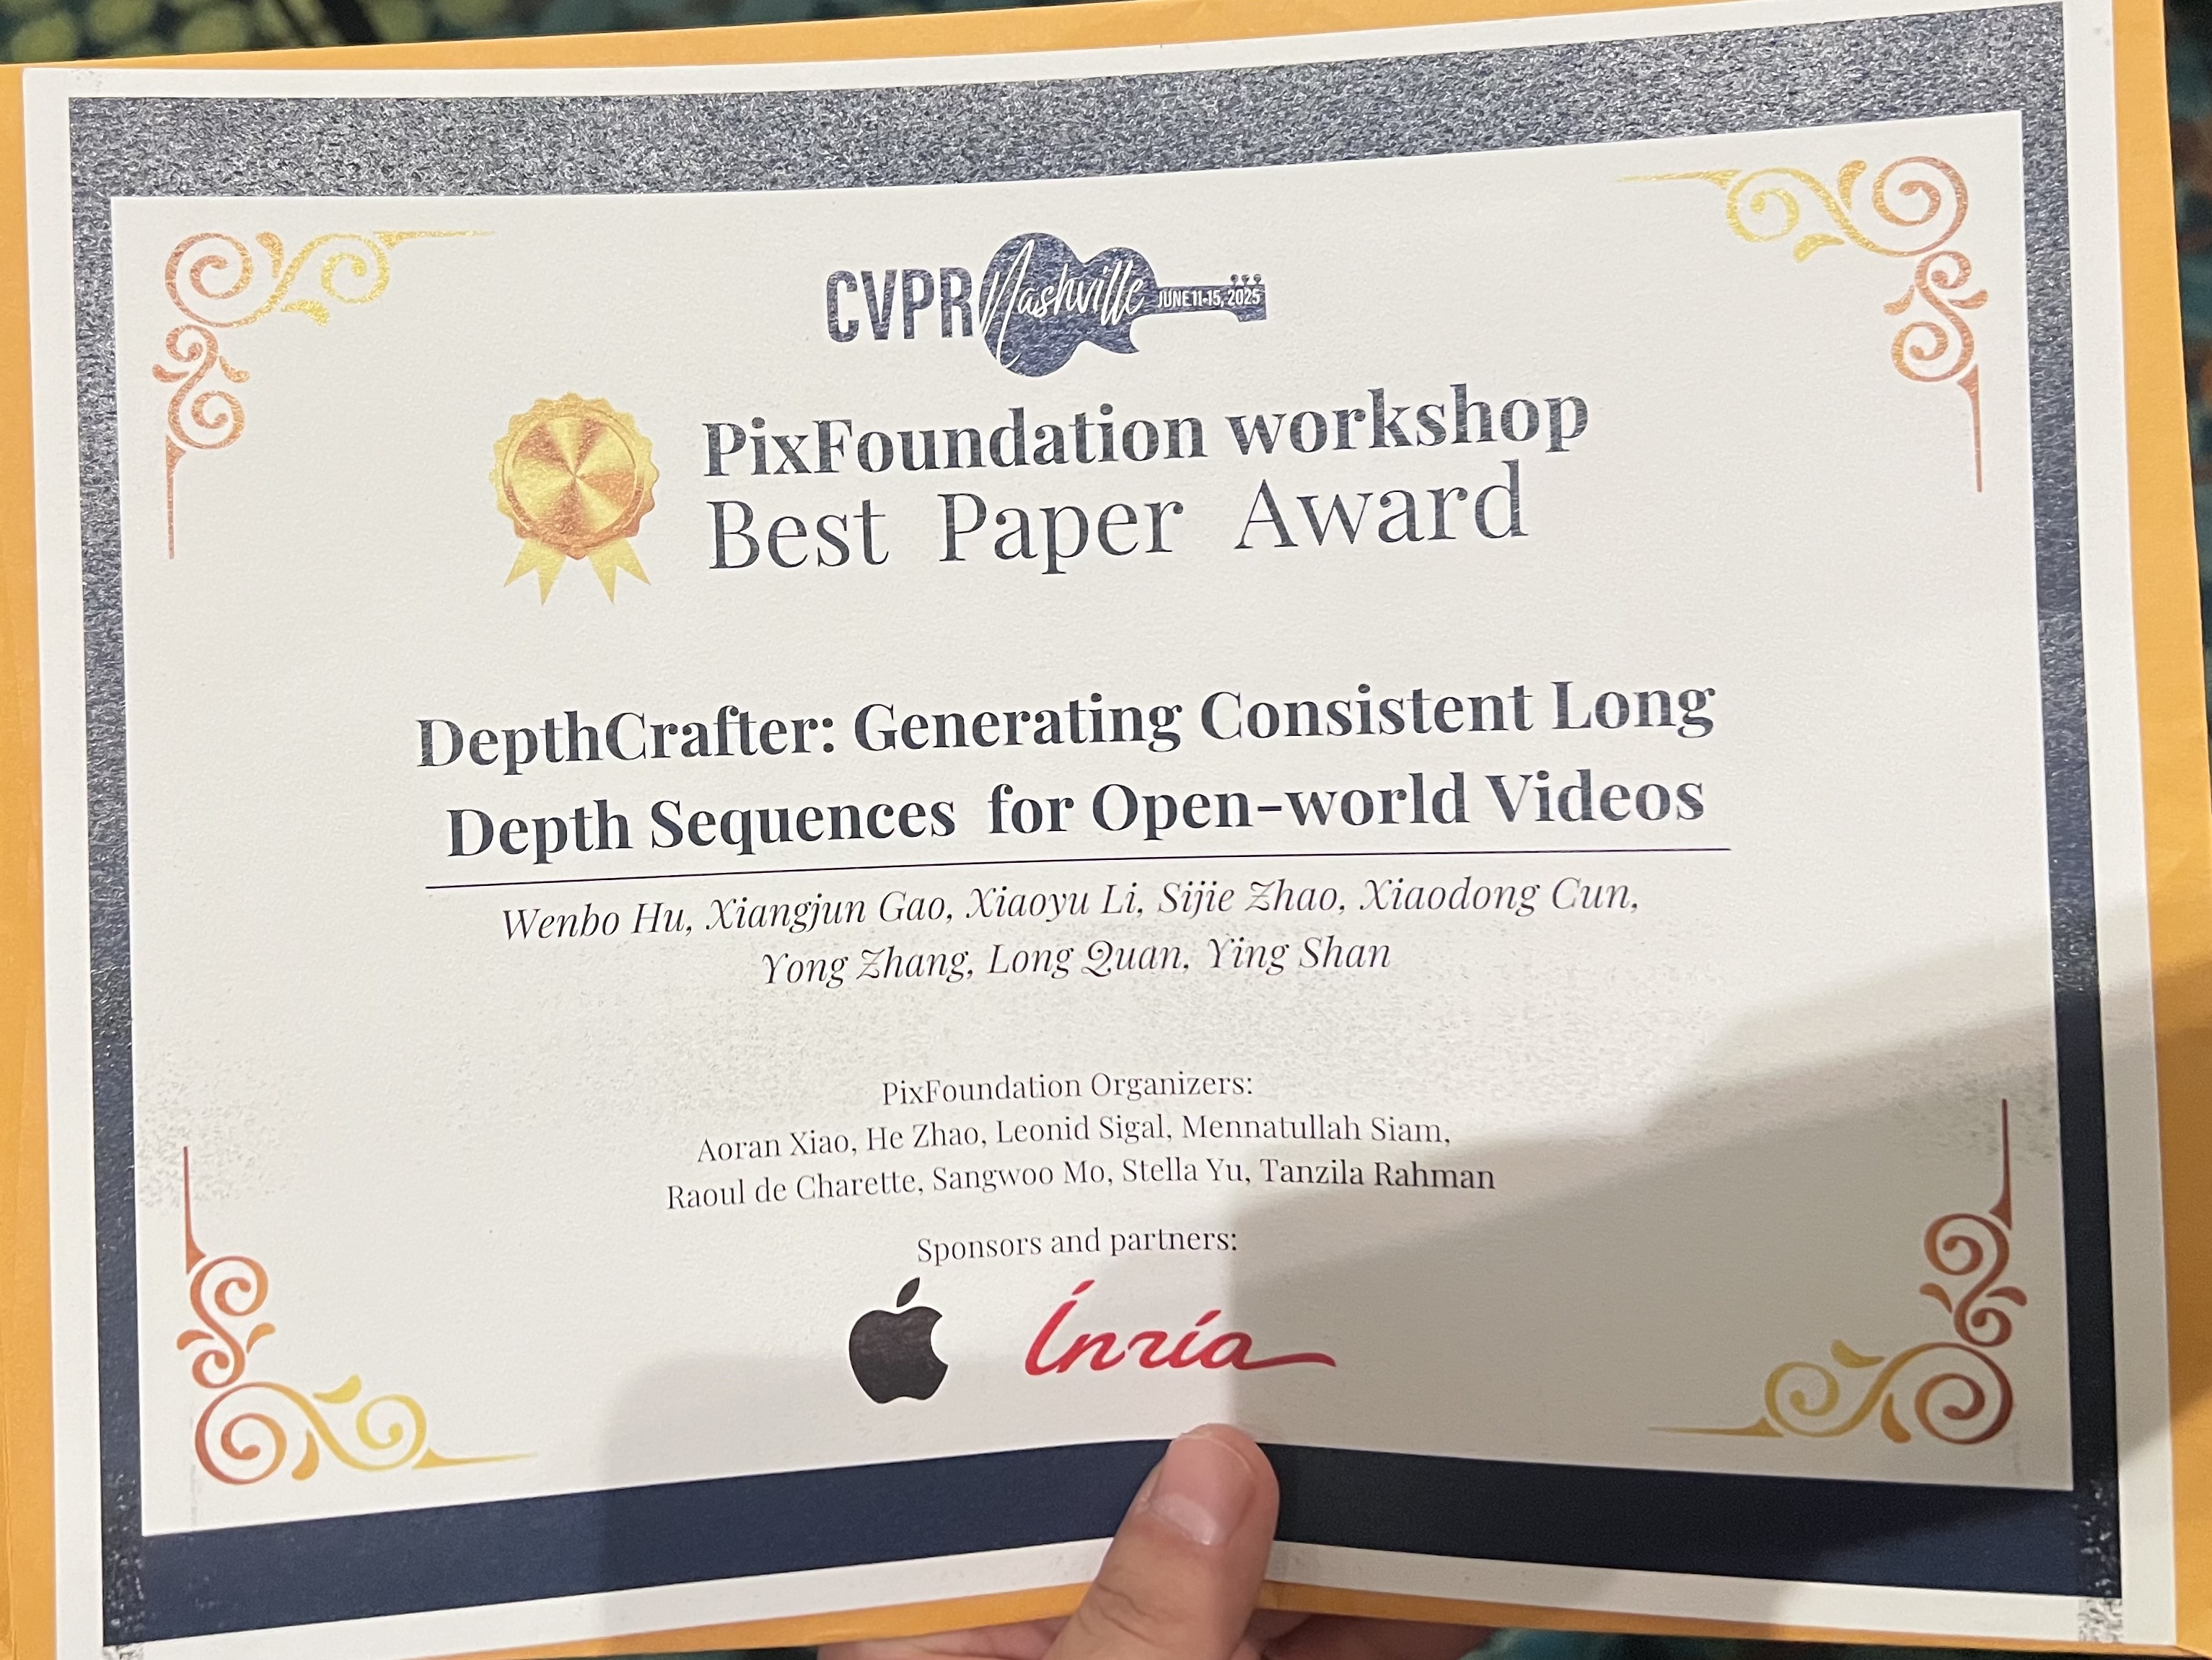 CVPR Nashville JUNE 11-15, 2025
PixFoundation workshop
Best Paper Award
DepthCrafter: Generating Consistent Long
Depth Sequences for Open-world Videos
Wenbo Hu, Xiangjun Gao, Xiaoyu Li, Sijie Zhao, Xiaodong Cun,
Yong Zhang, Long Quan, Ying Shan
PixFoundation Organizers:
Aoran Xiao, He Zhao, Leonid Sigal, Mennatullah Siam,
Raoul de Charette, Sangwoo Mo, Stella Yu, Tanzila Rahman
Sponsors and partners:
Inria